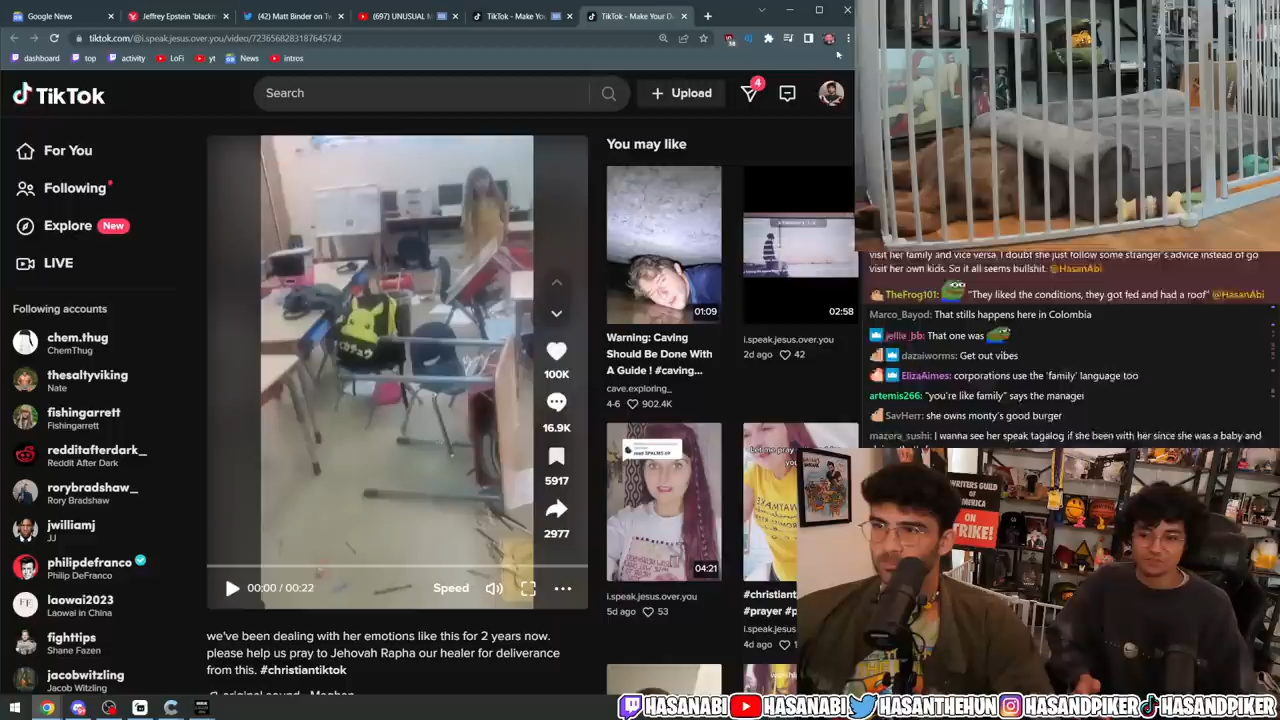 Google News
Jeffrey Epstein 'blackm
(42) Matt Binder on Tw
(697) UNUSUAL M
TikTok - Make You
TikTok - Make Your D
tiktok.com/@i.speak.jesus.over.you/video/7236568283187645742
dashboard
top
activity
LoFi
yt
News
intros
TikTok
Search
Upload
4
For You
Following
Explore New
LIVE
Following accounts
chem.thug
ChemThug
thesaltyviking
Nate
fishingarrett
Fishingarrett
redditafterdark_
Reddit After Dark
rorybradshaw_
Rory Bradshaw
jwilliamj
JJ
philipdefranco
Philip DeFranco
laowai2023
Laowai in China
fighttips
Shane Fazen
jacobwitzling
Jacob Witzling
100K
16.9K
5917
2977
00:00 / 00:22
Speed
we've been dealing with her emotions like this for 2 years now.
please help us pray to Jehovah Rapha our healer for deliverance
from this. #christiantiktok
original sound - Meghan
You may like
01:09
Warning: Caving
Should Be Done With
A Guide ! #caving...
cave.exploring_
4-6 902.4K
02:58
i.speak.jesus.over.you
2d ago 42
04:21
i.speak.jesus.over.you
5d ago 53
#christiant
#prayer #p
i.speak.jesus
4d ago 1
visit her family and vice versa. I doubt she just follow some stranger's advice instead of go
visit her own kids. So it all seems bullshit. @HasanAbi
TheFrog101: "They liked the conditions, they got fed and had a roof" @HasanAbi
Marco_Bayod: That still happens here in Colombia
jellie_bb: That one was
dazaiworms: Get out vibes
ElizaAimes: corporations use the 'family' language too
artemis266: "you're like family" says the manager
SavHerr: she owns monty's good burger
mazera_sushi: I wanna see her speak tagalog if she been with her since she was a baby and
WRITERS GUILD
OF
AMERICA
ON
STRIKE!
HASANABI
HASANABI
HASANTHEHUN
HASANDPIKER
HASANDPIKER